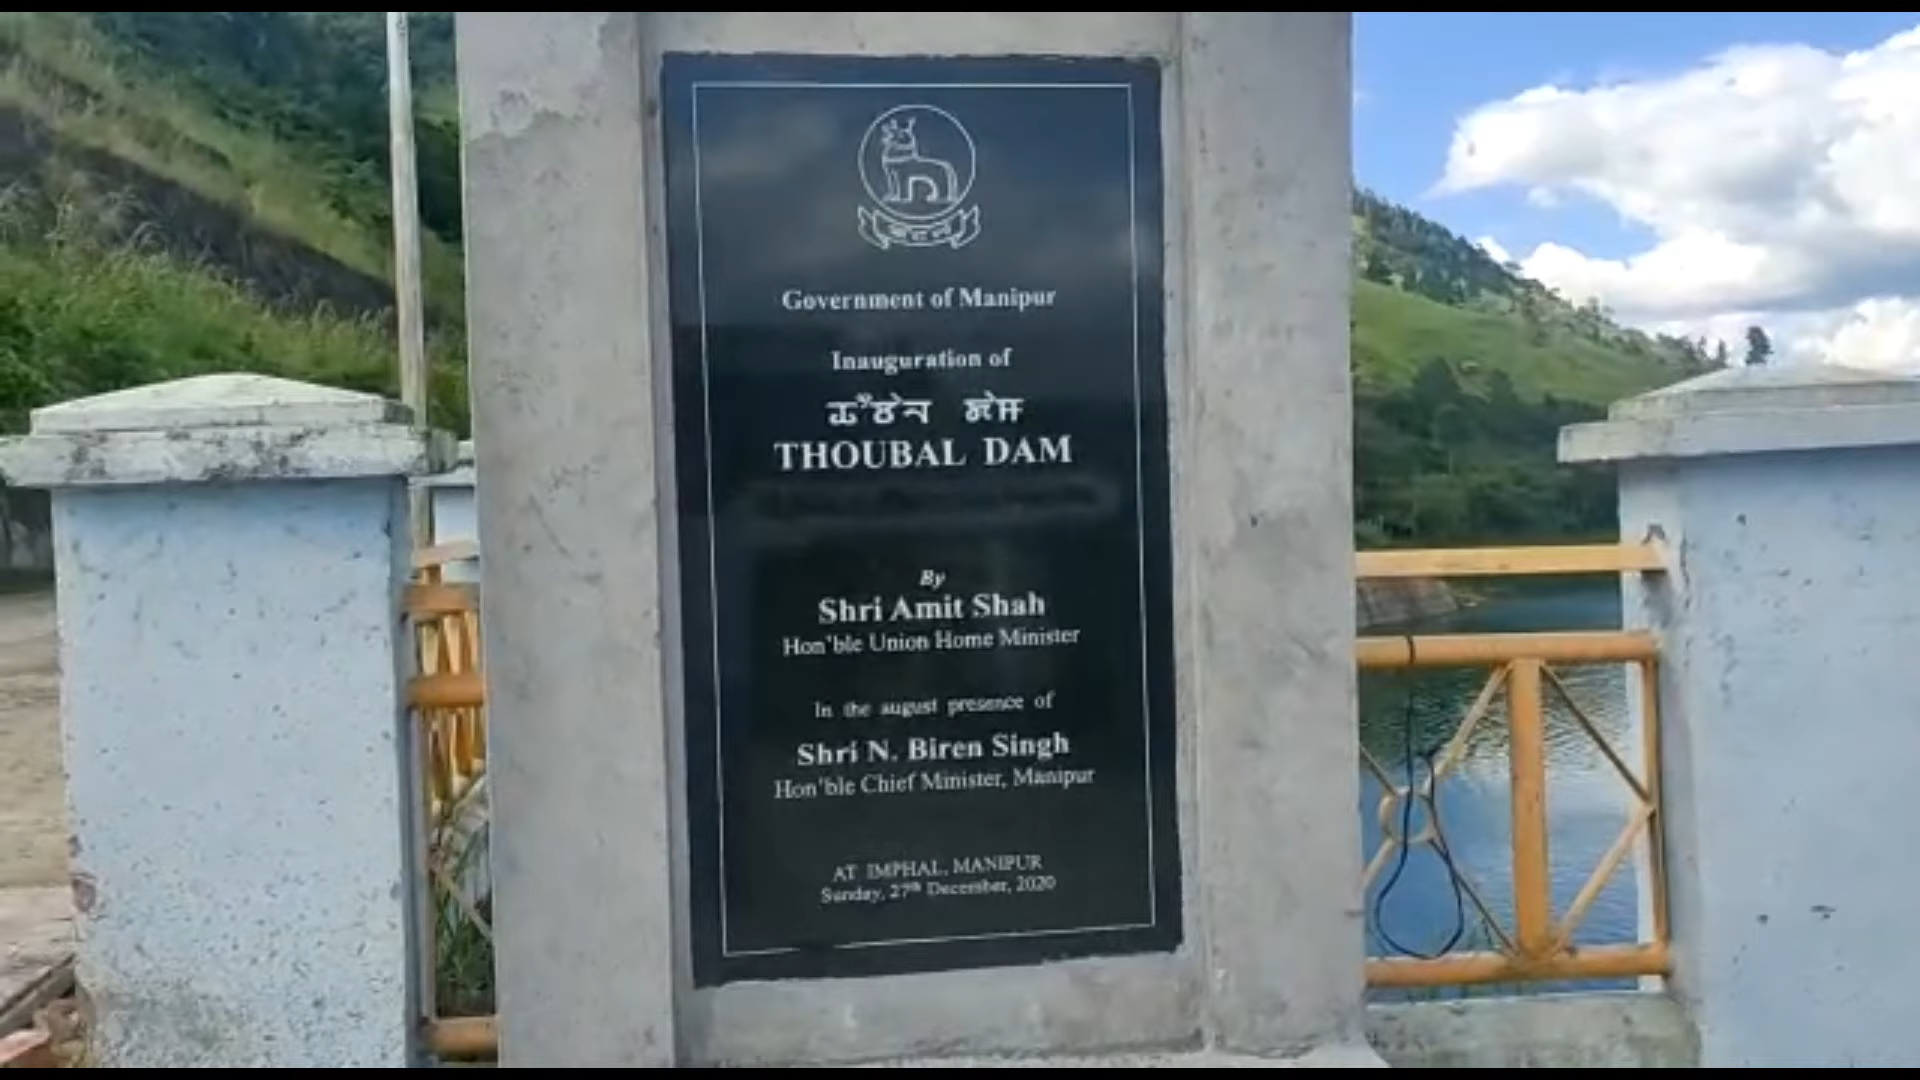 Government of Manipur
Inauguration of
THOUBAL DAM
By
Shri Amit Shah
Hon'ble Union Home Minister
In the august presence of
Shri N. Biren Singh
Hon'ble Chief Minister, Manipur
AT IMPHAL, MANIPUR
Sunday, 27th December, 2020